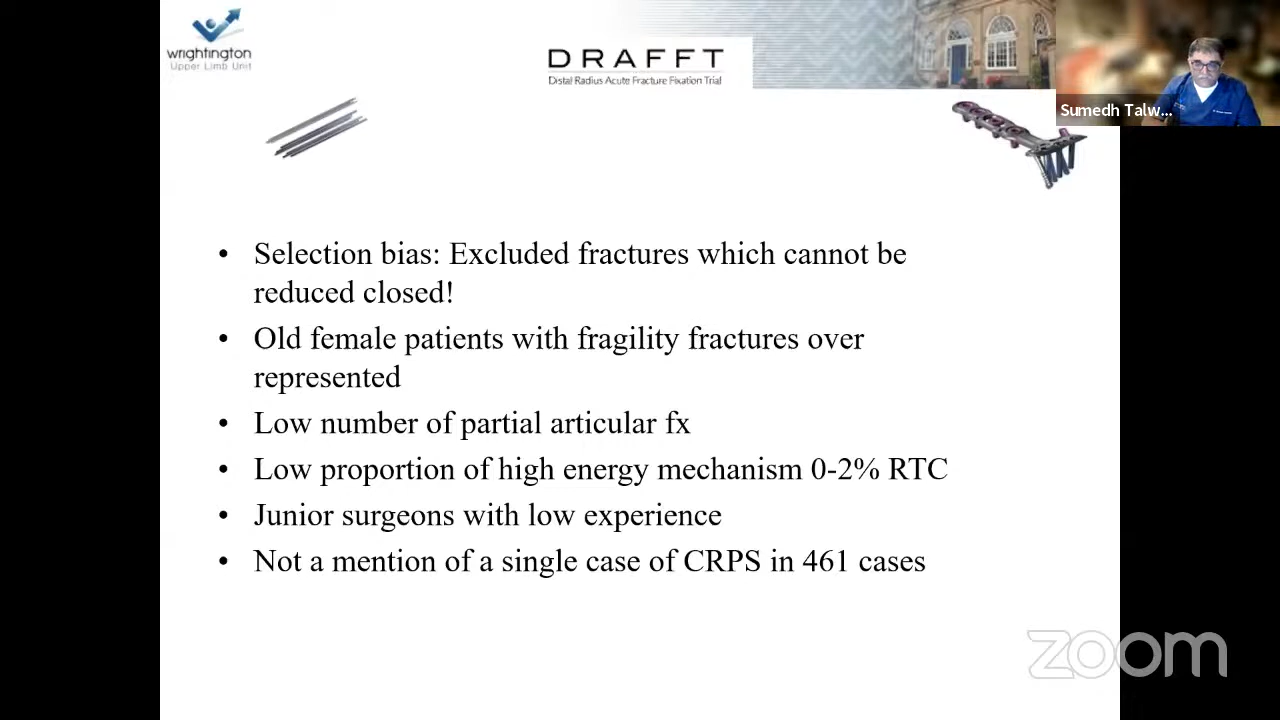 wrightington
Upper Limb Unit
DRAFFT
Distal Radius Acute Fracture Fixation Trial
Sumedh Talw...
• Selection bias: Excluded fractures which cannot be
reduced closed!
• Old female patients with fragility fractures over
represented
• Low number of partial articular fx
• Low proportion of high energy mechanism 0-2% RTC
• Junior surgeons with low experience
• Not a mention of a single case of CRPS in 461 cases
zoom